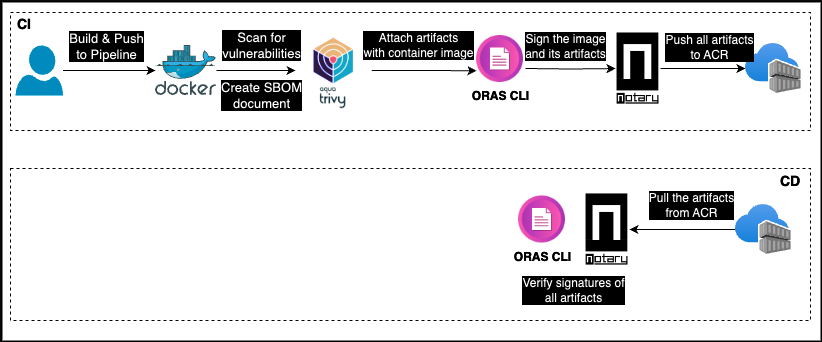 CI
Build & Push
to Pipeline
docker
Scan for
vulnerabilities
Create SBOM
document
aqua
trivy
Attach artifacts
with container image
ORAS CLI
Sign the image
and its artifacts
notary
Push all artifacts
to ACR
CD
ORAS CLI
notary
Pull the artifacts
from ACR
Verify signatures of
all artifacts